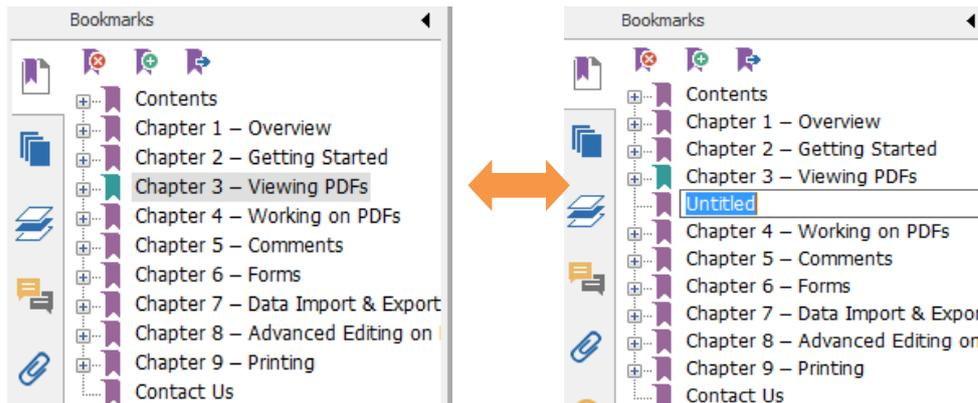 Bookmarks
Contents
Chapter 1 – Overview
Chapter 2 – Getting Started
Chapter 3 – Viewing PDFs
Chapter 4 – Working on PDFs
Chapter 5 – Comments
Chapter 6 – Forms
Chapter 7 – Data Import & Export
Chapter 8 – Advanced Editing on
Chapter 9 – Printing
Contact Us
Bookmarks
Contents
Chapter 1 – Overview
Chapter 2 – Getting Started
Chapter 3 – Viewing PDFs
Untitled
Chapter 4 – Working on PDFs
Chapter 5 – Comments
Chapter 6 – Forms
Chapter 7 – Data Import & Expor
Chapter 8 – Advanced Editing on
Chapter 9 – Printing
Contact Us